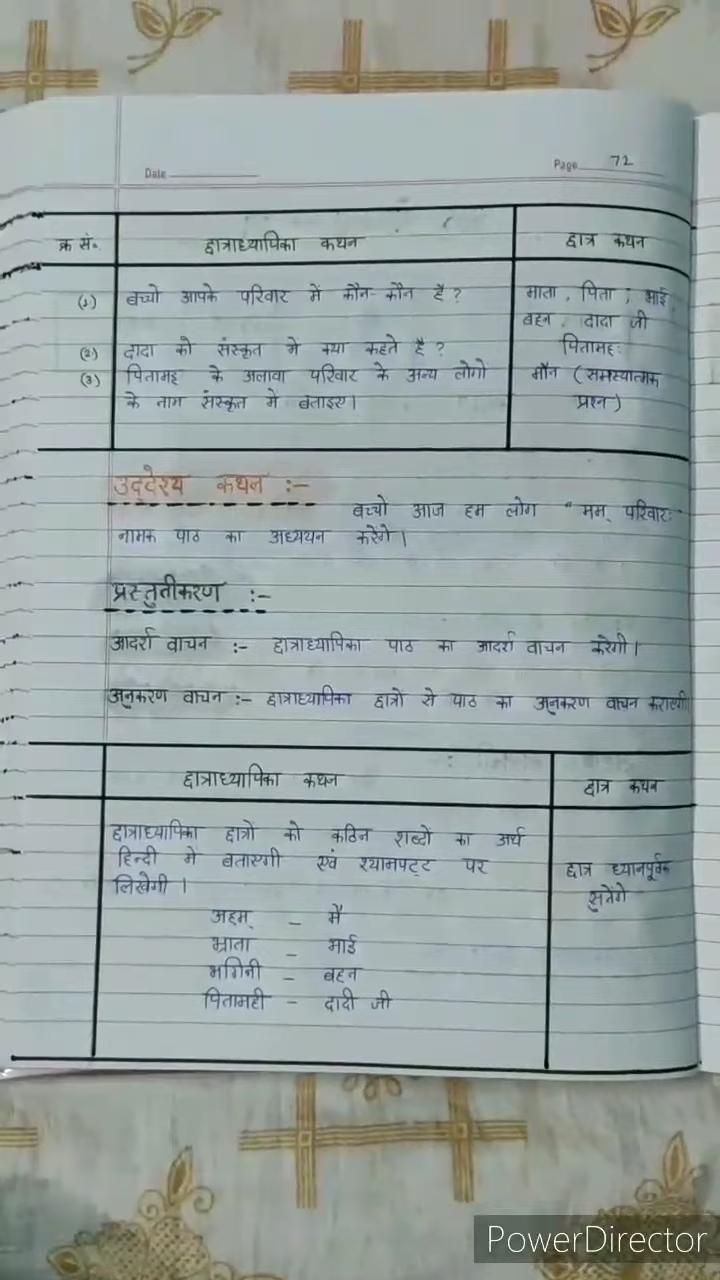 Date
Page 72
क्र सं. छात्राध्यापिका कथन छात्र कथन
(1) बच्चो आपके परिवार में कौन-कौन है? माता, पिता, भाई,
बहन, दादा जी
(2) दादा को संस्कृत मे क्या कहते है? पितामहः
(3) पितामह के अलावा परिवार के अन्य लोगो मौन (समस्यात्मक
के नाम संस्कृत में बताइए। प्रश्न)
उद्देश्य कथन :-
बच्चो आज हम लोग "मम् परिवारः"
नामक पाठ का अध्ययन करेंगे।
प्रस्तुतीकरण :-
आदर्श वाचन :- छात्राध्यापिका पाठ का आदर्श वाचन करेगी।
अनुकरण वाचन :- छात्राध्यापिका छात्रों से पाठ का अनुकरण वाचन कराएगी।
छात्राध्यापिका कथन छात्र कथन
छात्राध्यापिका छात्रों को कठिन शब्दों का अर्थ
हिन्दी में बताएगी एवं श्यामपट्ट पर छात्र ध्यानपूर्वक
लिखेगी। सुनेंगे
अहम् - मैं
भ्राता - भाई
भगिनी - बहन
पितामही - दादी जी
PowerDirector